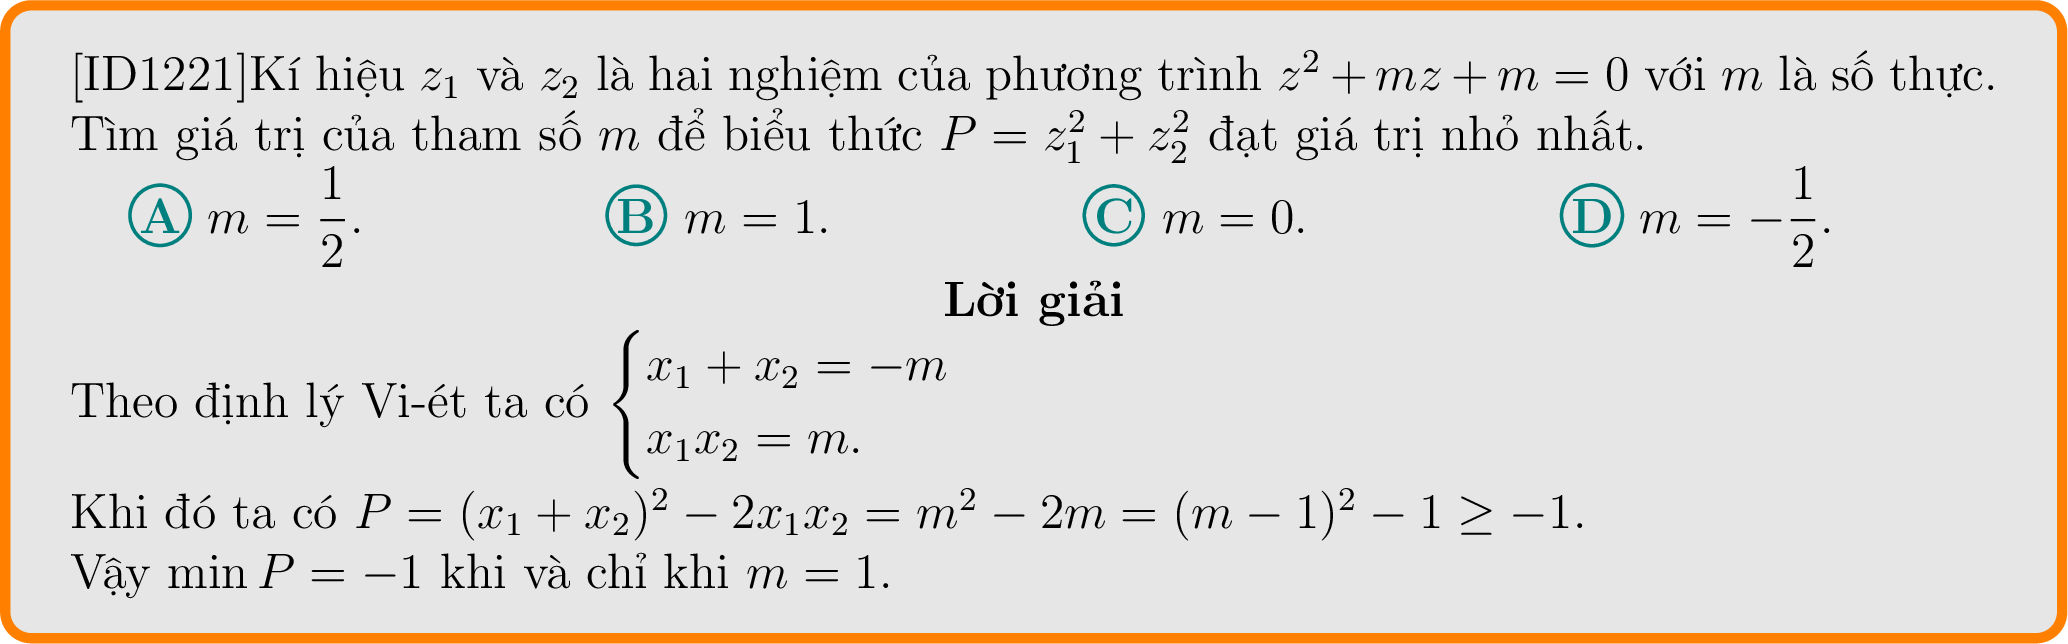 [ID1221]Kí hiệu $z_1$ và $z_2$ là hai nghiệm của phương trình $z^2 + mz + m = 0$ với $m$ là số thực.
Tìm giá trị của tham số $m$ để biểu thức $P = z_1^2 + z_2^2$ đạt giá trị nhỏ nhất.
A $m = \frac{1}{2}$. B $m = 1$. C $m = 0$. D $m = -\frac{1}{2}$.
Lời giải
Theo định lý Vi-ét ta có $\begin{cases} x_1 + x_2 = -m \\ x_1x_2 = m. \end{cases}$
Khi đó ta có $P = (x_1 + x_2)^2 - 2x_1x_2 = m^2 - 2m = (m - 1)^2 - 1 \geq -1$.
Vậy $\min P = -1$ khi và chỉ khi $m = 1$.